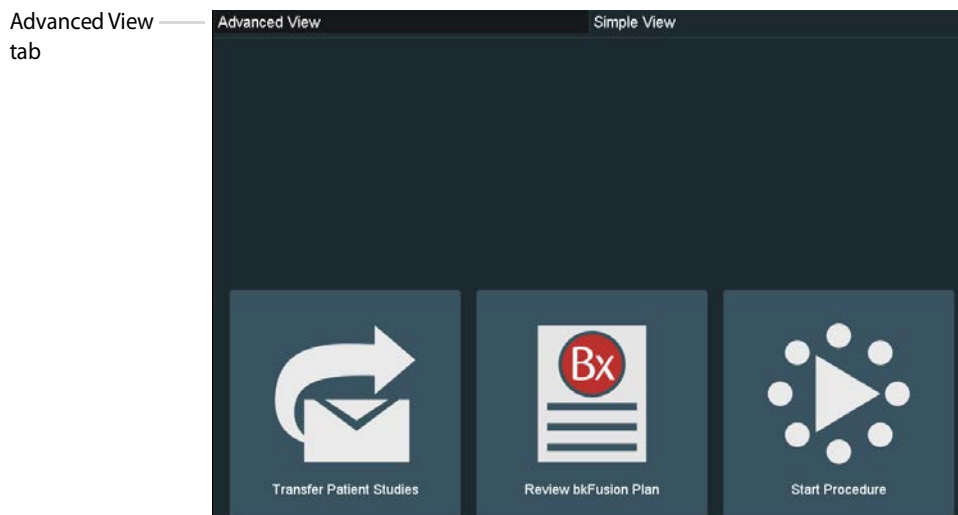 Advanced View
tab
Advanced View
Simple View
Bx
Transfer Patient Studies
Review bkFusion Plan
Start Procedure